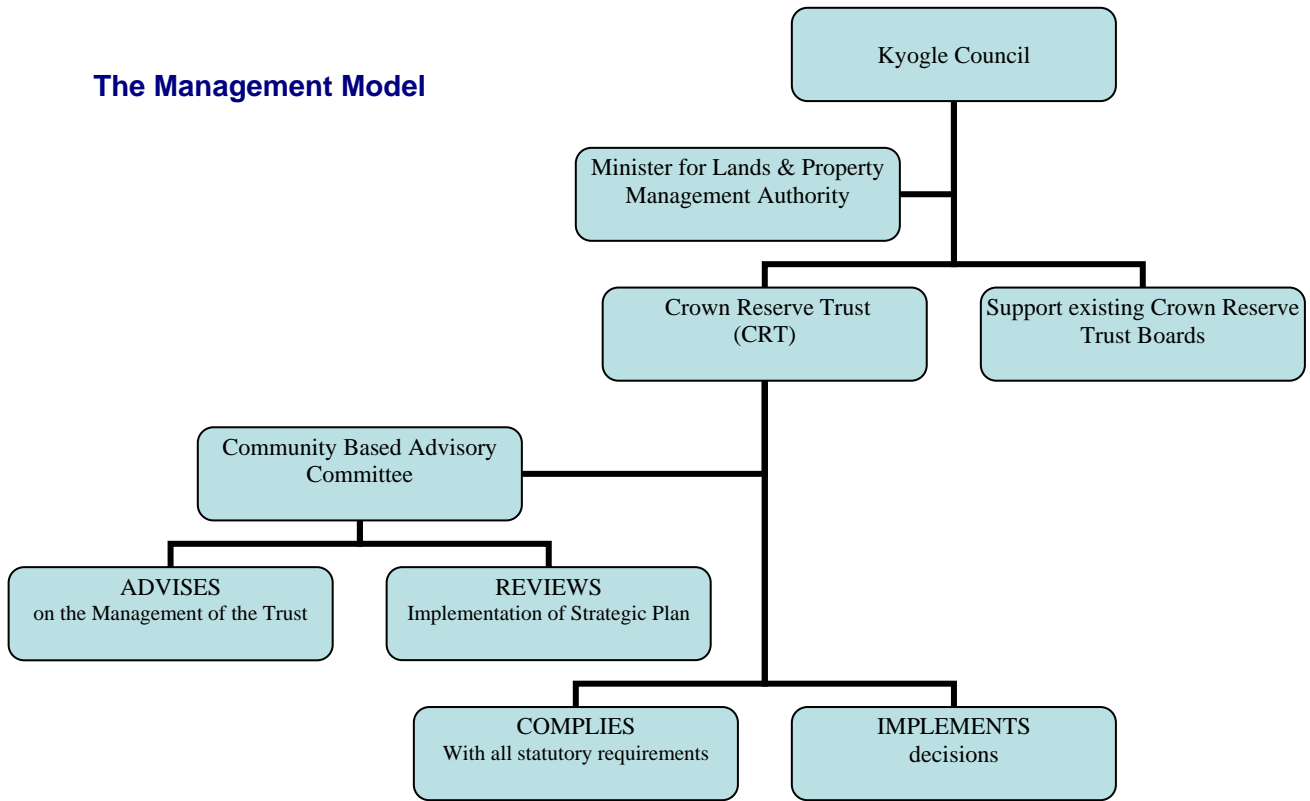 The Management Model
Kyogle Council
Minister for Lands & Property
Management Authority
Crown Reserve Trust
(CRT)
Support existing Crown Reserve
Trust Boards
Community Based Advisory
Committee
ADVISES
on the Management of the Trust
REVIEWS
Implementation of Strategic Plan
COMPLIES
With all statutory requirements
IMPLEMENTS
decisions